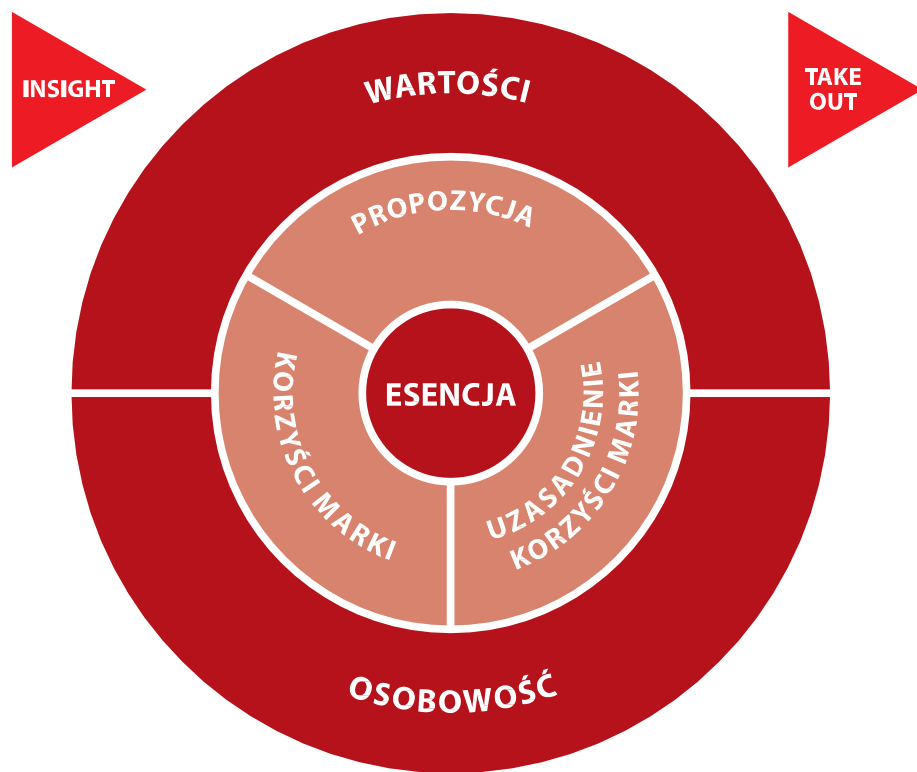 INSIGHT
WARTOŚCI
TAKE
OUT
PROPOZYCJA
KORZYŚCI MARKI
ESENCJA
UZASADNIENIE
KORZYŚCI MARKI
OSOBOWOŚĆ